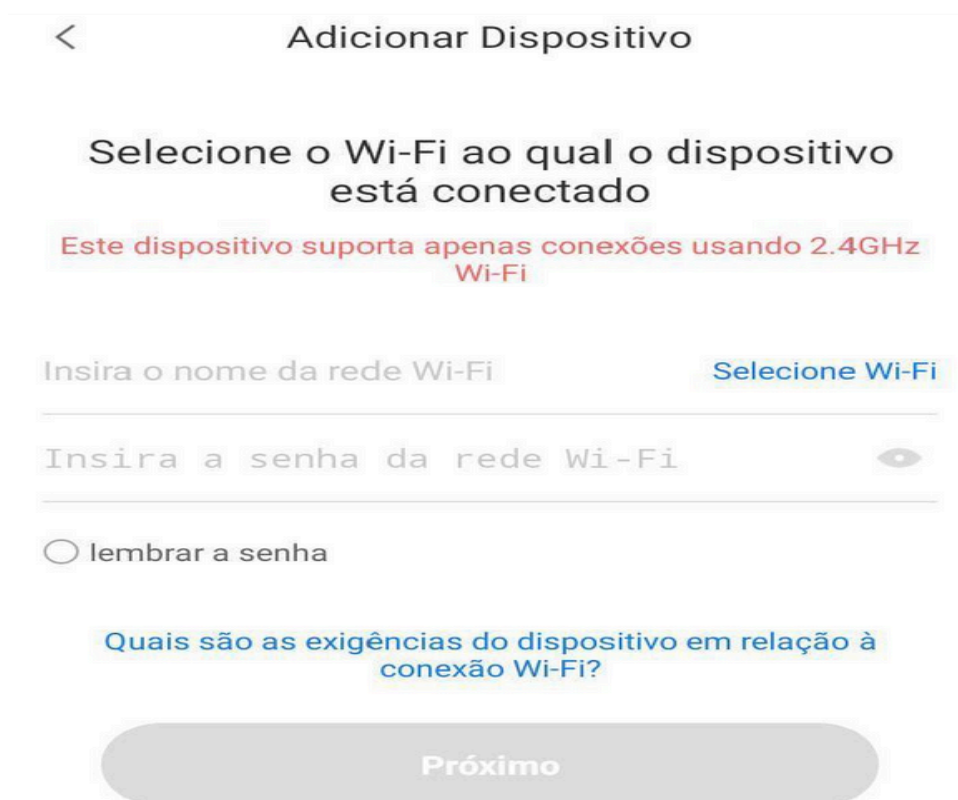 Adicionar Dispositivo
Selecione o Wi-Fi ao qual o dispositivo
está conectado
Este dispositivo suporta apenas conexões usando 2.4GHz
Wi-Fi
Insira o nome da rede Wi-Fi Selecione Wi-Fi
Insira a senha da rede Wi-Fi
lembrar a senha
Quais são as exigências do dispositivo em relação à
conexão Wi-Fi?
Próximo